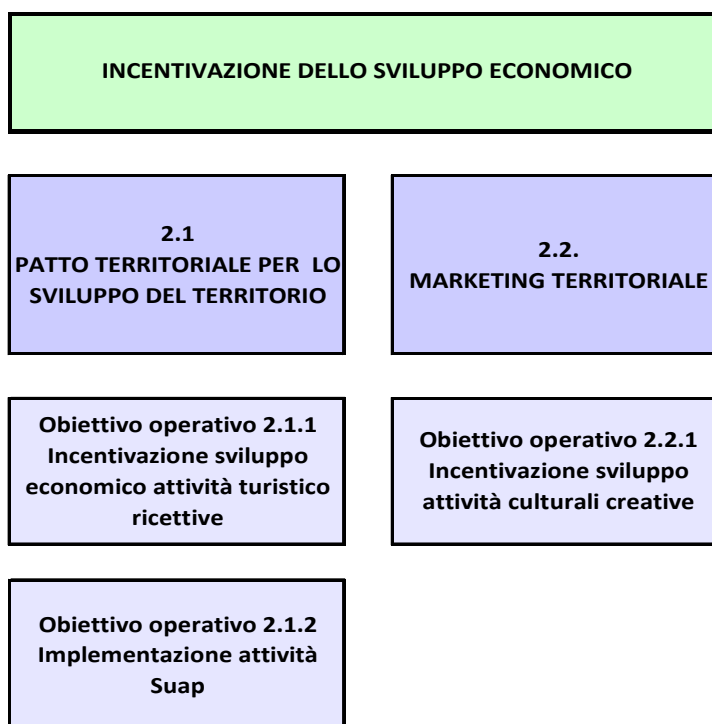 INCENTIVAZIONE DELLO SVILUPPO ECONOMICO
2.1
PATTO TERRITORIALE PER LO
SVILUPPO DEL TERRITORIO
2.2.
MARKETING TERRITORIALE
Obiettivo operativo 2.1.1
Incentivazione sviluppo
economico attività turistico
ricettive
Obiettivo operativo 2.2.1
Incentivazione sviluppo
attività culturali creative
Obiettivo operativo 2.1.2
Implementazione attività
Suap